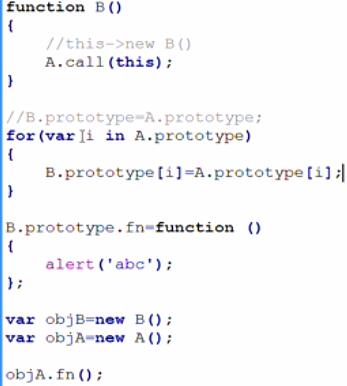 function B()
{
    //this->new B()
    A.call(this);
}

//B.prototype=A.prototype;
for(var i in A.prototype)
{
    B.prototype[i]=A.prototype[i];
}

B.prototype.fn=function ()
{
    alert('abc');
};

var objB=new B();
var objA=new A();

objA.fn();